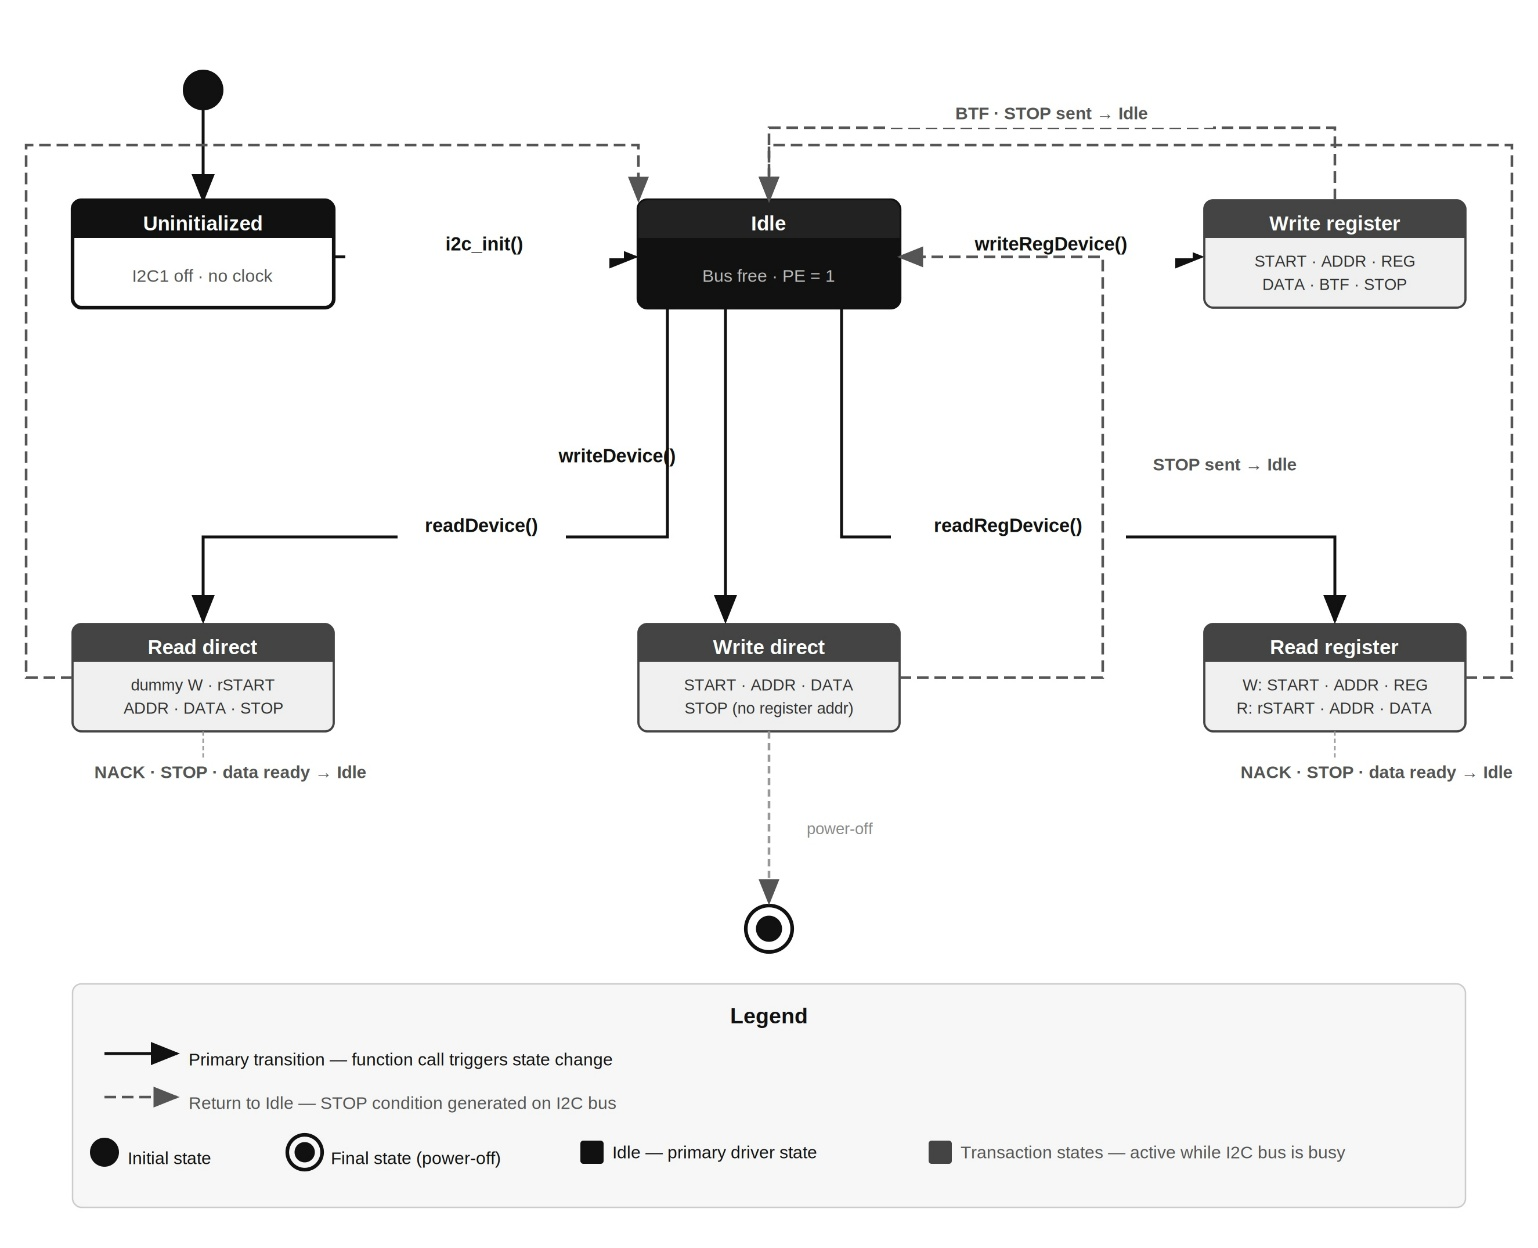 BTF · STOP sent → Idle
Uninitialized
I2C1 off · no clock
i2c_init()
Idle
Bus free · PE = 1
writeRegDevice()
Write register
START · ADDR · REG
DATA · BTF · STOP
writeDevice()
STOP sent → Idle
readDevice()
readRegDevice()
Read direct
dummy W · rSTART
ADDR · DATA · STOP
Write direct
START · ADDR · DATA
STOP (no register addr)
Read register
W: START · ADDR · REG
R: rSTART · ADDR · DATA
NACK · STOP · data ready → Idle
NACK · STOP · data ready → Idle
power-off
Legend
Primary transition — function call triggers state change
Return to Idle — STOP condition generated on I2C bus
Initial state
Final state (power-off)
Idle — primary driver state
Transaction states — active while I2C bus is busy